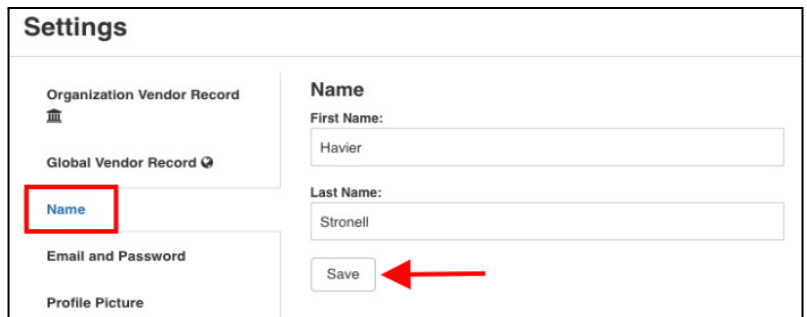 Settings
Organization Vendor Record
Global Vendor Record
Name
Email and Password
Profile Picture
Name
First Name:
Havier
Last Name:
Stronell
Save